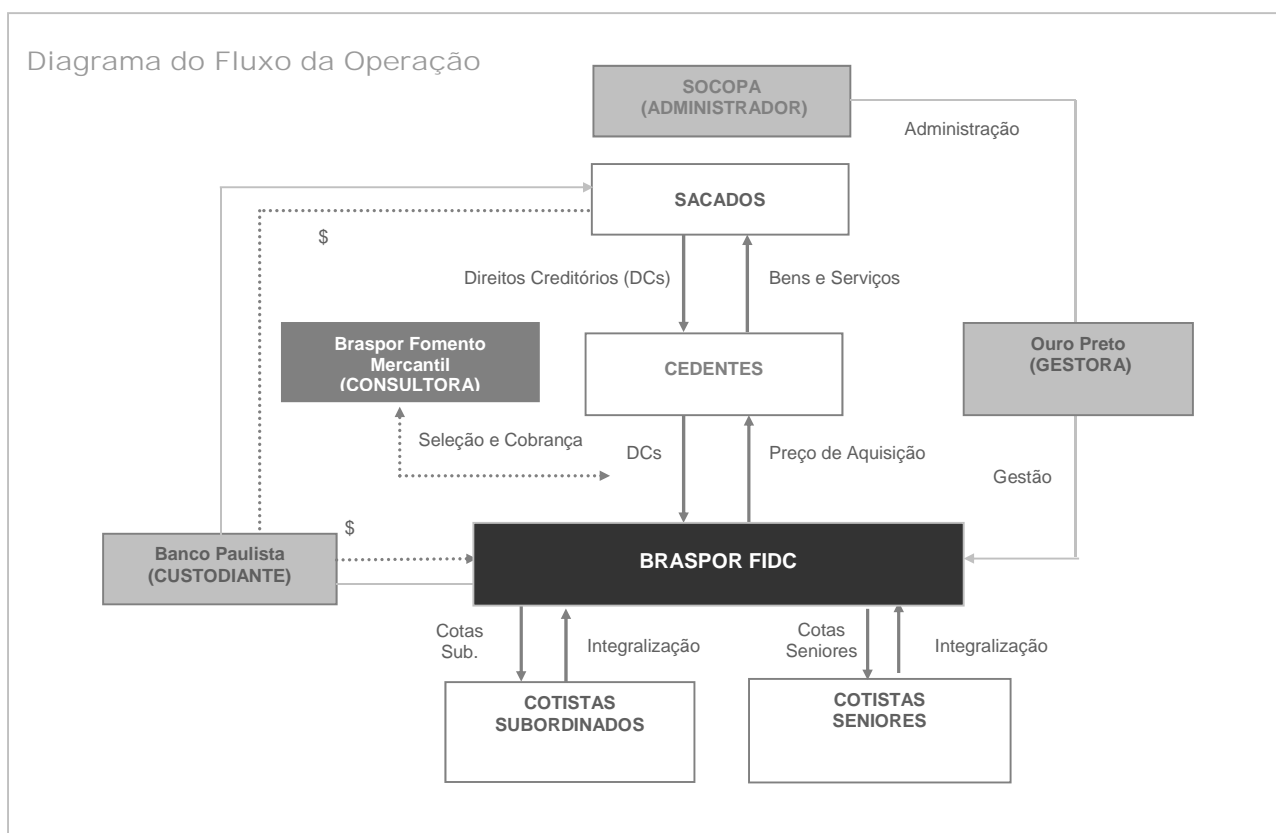 Diagrama do Fluxo da Operação
SOCOPA
(ADMINISTRADOR)
Administração
SACADOS
$
Direitos Creditórios (DCs)
Bens e Serviços
Braspor Fomento
Mercantil
(CONSULTORA)
CEDENTES
Ouro Preto
(GESTORA)
Seleção e Cobrança
DCs
Preço de Aquisição
Gestão
$
Banco Paulista
(CUSTODIANTE)
BRASPOR FIDC
Cotas
Sub.
Integralização
Cotas
Seniores
Integralização
COTISTAS
SUBORDINADOS
COTISTAS
SENIORES